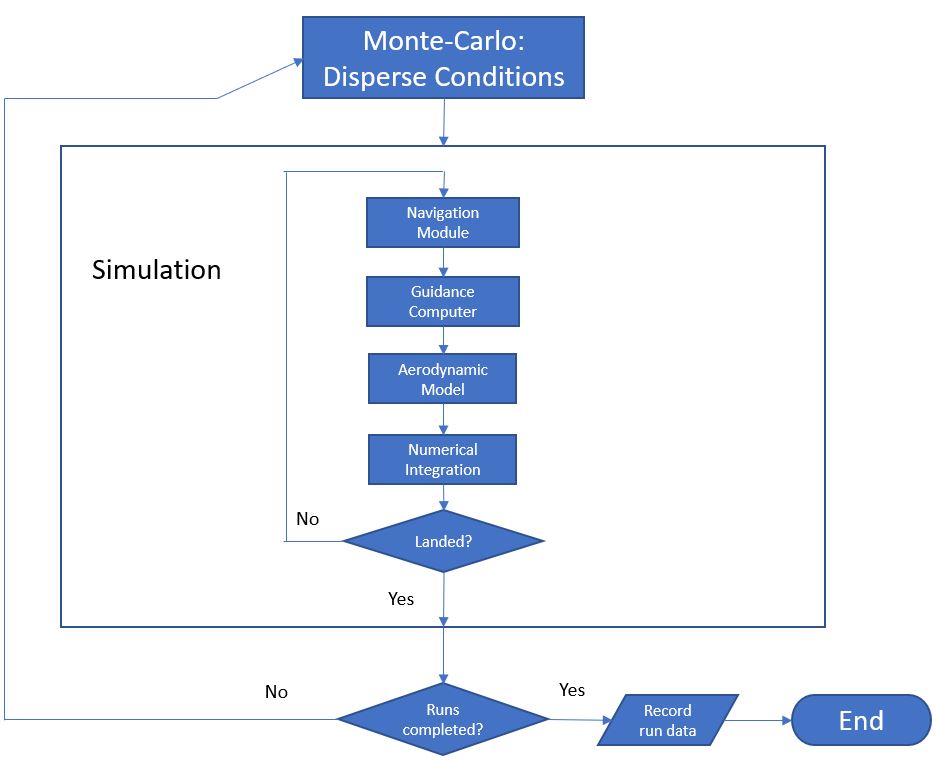 Monte-Carlo:
Disperse Conditions
Navigation
Module
Simulation
Guidance
Computer
Aerodynamic
Model
Numerical
Integration
No
Landed?
Yes
No
Yes
Runs
completed?
Record
run data
End